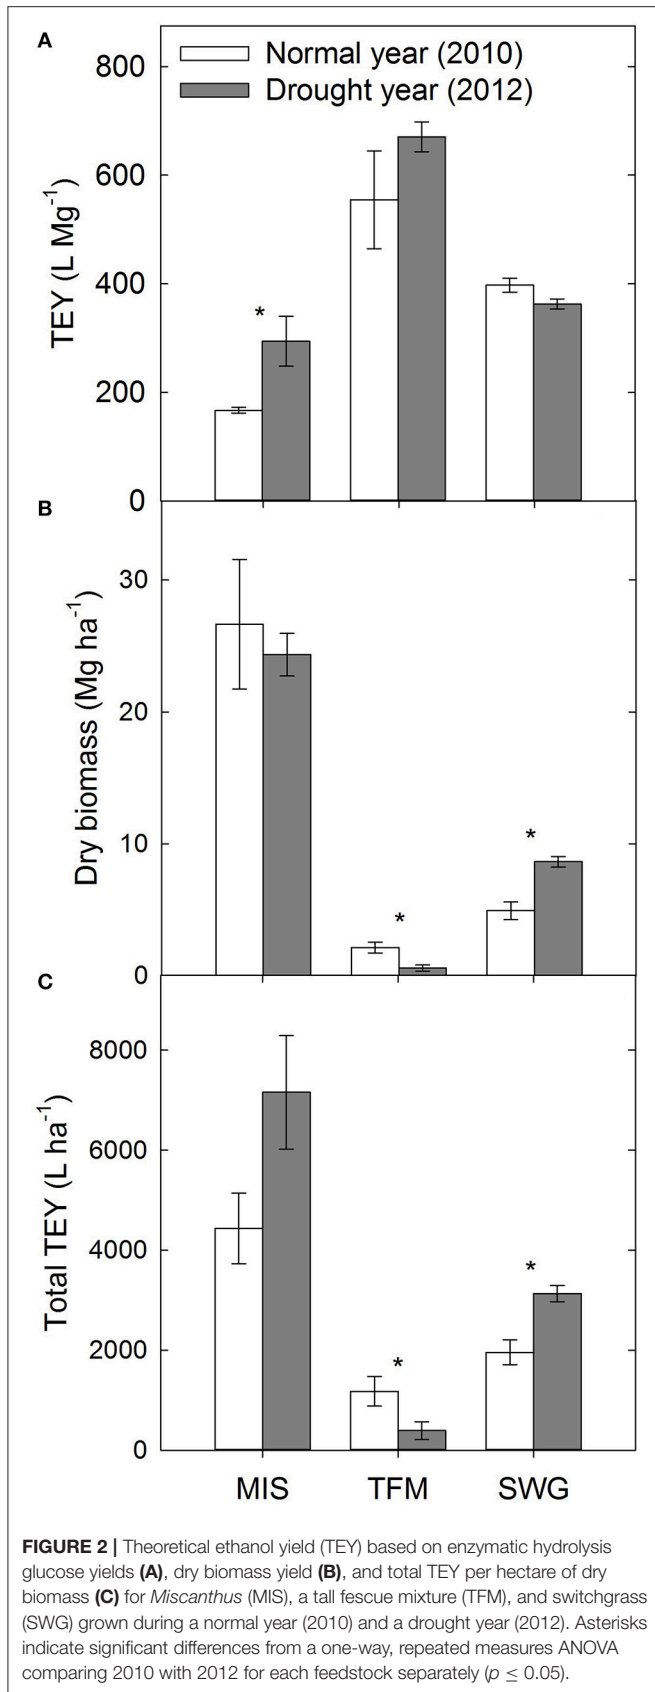 A
Normal year (2010)
Drought year (2012)
800
600
400
200
0
TEY (L Mg-1)
*
B
30
20
10
0
Dry biomass (Mg ha-1)
*
*
C
8000
6000
4000
2000
0
Total TEY (L ha-1)
*
*
MIS TFM SWG
FIGURE 2 | Theoretical ethanol yield (TEY) based on enzymatic hydrolysis
glucose yields (A), dry biomass yield (B), and total TEY per hectare of dry
biomass (C) for Miscanthus (MIS), a tall fescue mixture (TFM), and switchgrass
(SWG) grown during a normal year (2010) and a drought year (2012). Asterisks
indicate significant differences from a one-way, repeated measures ANOVA
comparing 2010 with 2012 for each feedstock separately (p ≤ 0.05).